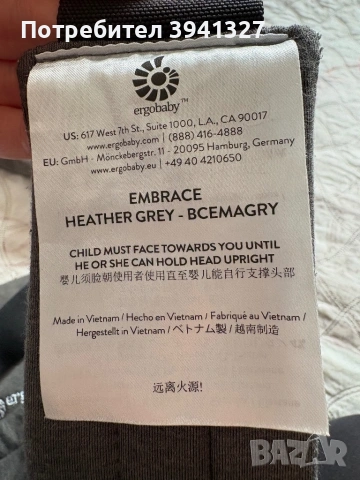 Потребител 3941327
ergobaby™
US: 617 West 7th St., Suite 1000, L.A., CA 90017
www.ergobaby.com | (888) 416-4888
EU: GmbH - Mönckebergstr. 11 - 20095 Hamburg, Germany
www.ergobaby.eu | +49 40 4210650
EMBRACE
HEATHER GREY - BCEMAGRY
CHILD MUST FACE TOWARDS YOU UNTIL
HE OR SHE CAN HOLD HEAD UPRIGHT
婴儿须脸朝使用者使用直至婴儿能自行支撑头部
Made in Vietnam / Hecho en Vietnam / Fabriqué au Vietnam /
Hergestellt in Vietnam / ベトナム製 / 越南制造
远离火源!
erg
BAZAR